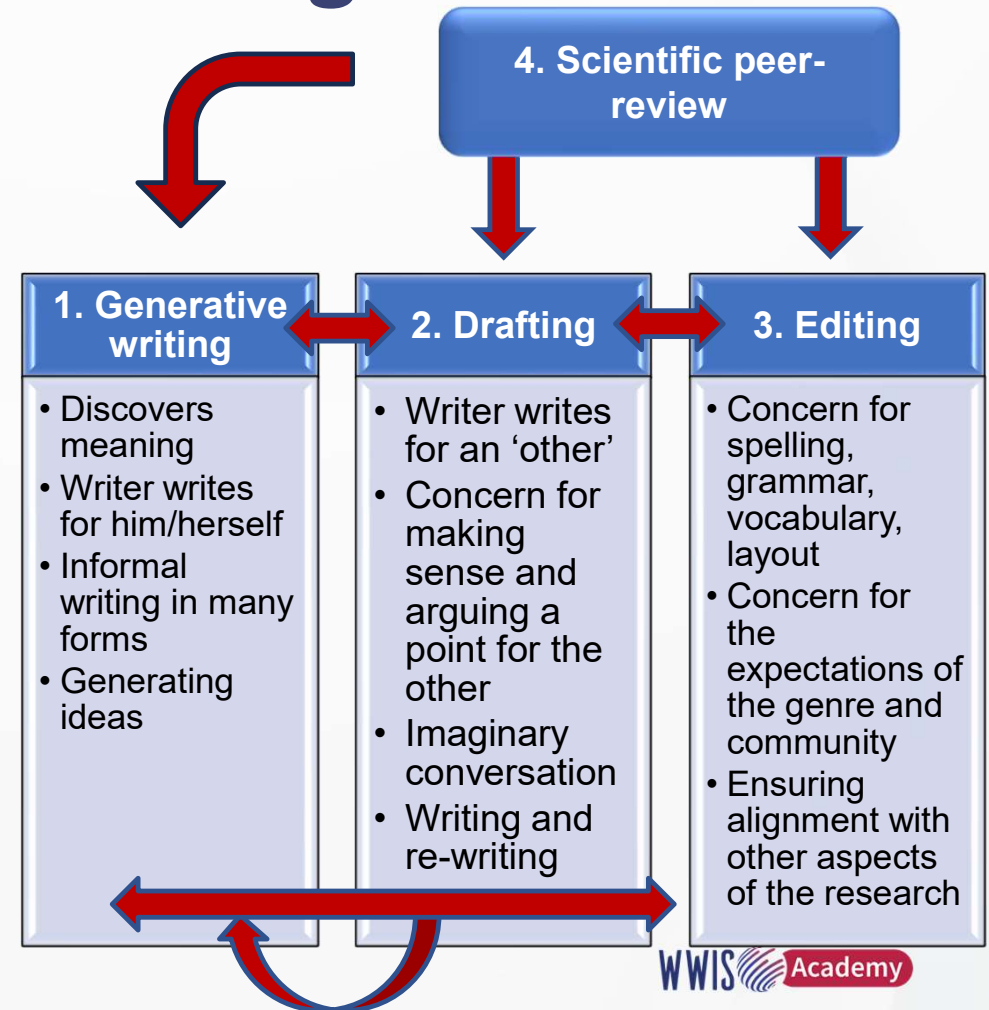 4. Scientific peer-
review
1. Generative
writing
• Discovers
meaning
• Writer writes
for him/herself
• Informal
writing in many
forms
• Generating
ideas
2. Drafting
• Writer writes
for an ‘other’
• Concern for
making
sense and
arguing a
point for the
other
• Imaginary
conversation
• Writing and
re-writing
3. Editing
• Concern for
spelling,
grammar,
vocabulary,
layout
• Concern for
the
expectations of
the genre and
community
• Ensuring
alignment with
other aspects
of the research
WWIS Academy